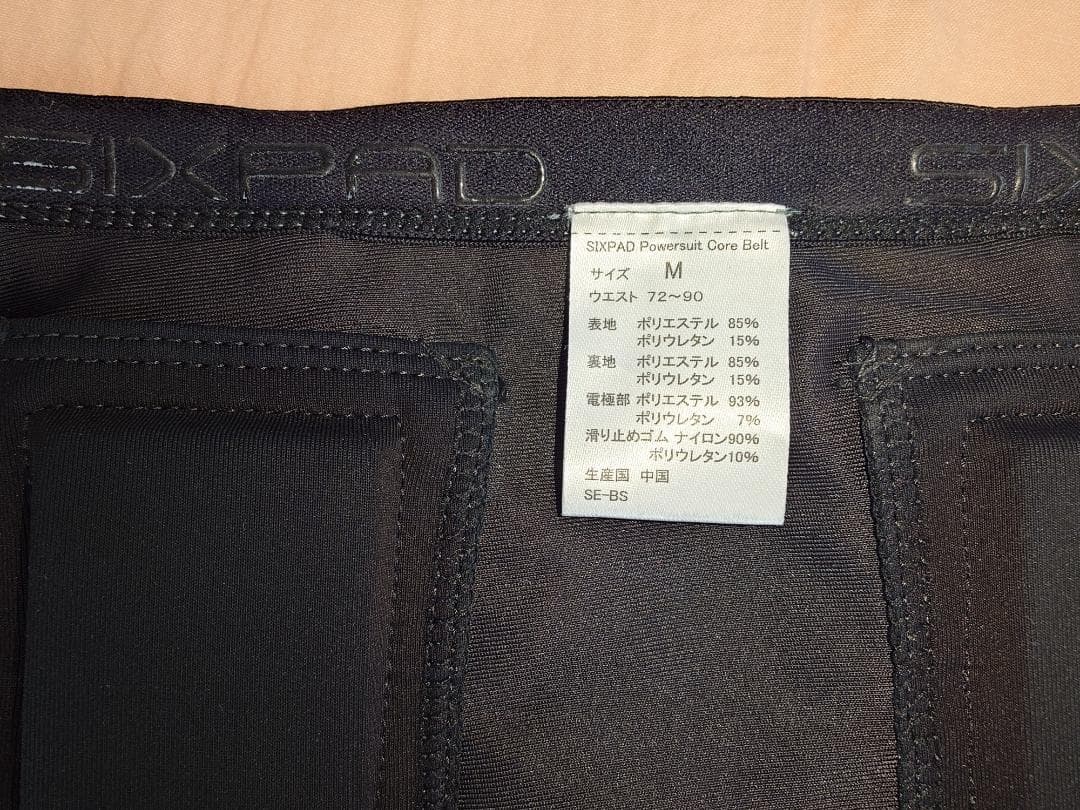 SIXPAD SIX
SIXPAD Powersuit Core Belt
サイズ M
ウエスト 72～90
表地 ポリエステル 85%
ポリウレタン 15%
裏地 ポリエステル 85%
ポリウレタン 15%
電極部 ポリエステル 93%
ポリウレタン 7%
滑り止めゴム ナイロン90%
ポリウレタン10%
生産国 中国
SE-BS